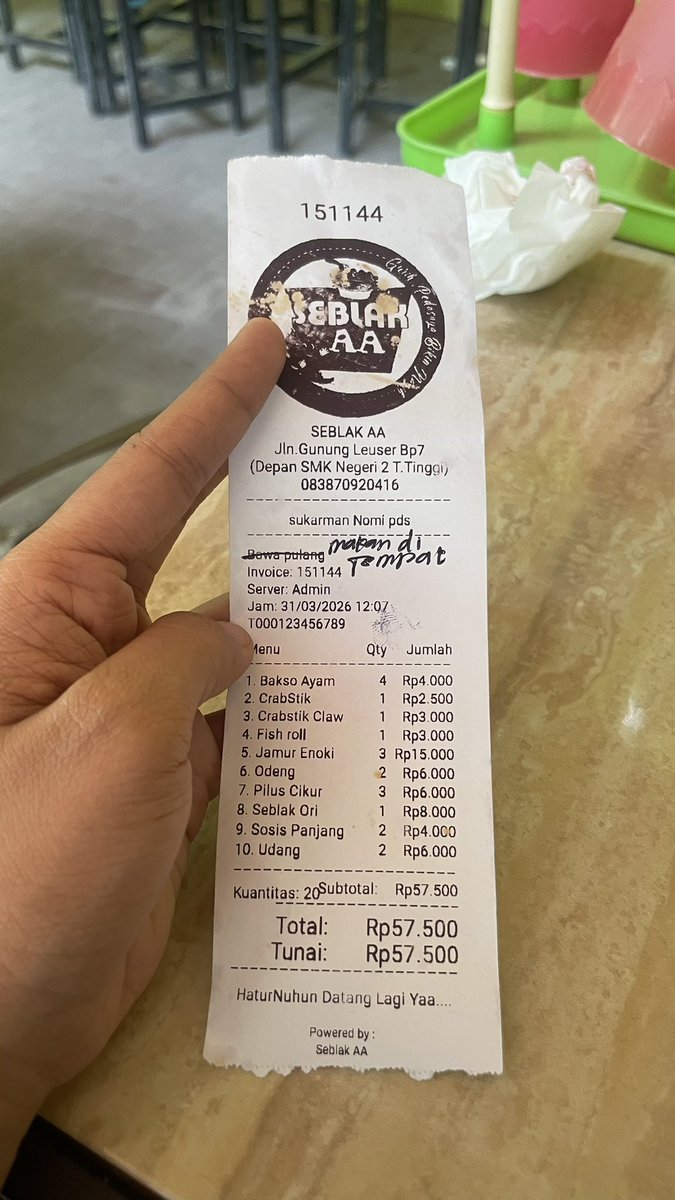 151144
Gurih Pedasnya Bikin
SEBLAK
AA
SEBLAK AA
Jln.Gunung Leuser Bp7
(Depan SMK Negeri 2 T.Tinggi)
083870920416
sukarman Nomi pds
Bawa pulang makan di Tempat
Invoice: 151144
Server: Admin
Jam: 31/03/2026 12:07
T000123456789
Menu Qty Jumlah
1. Bakso Ayam 4 Rp4.000
2. CrabStik 1 Rp2.500
3. Crabstik Claw 1 Rp3.000
4. Fish roll 1 Rp3.000
5. Jamur Enoki 3 Rp15.000
6. Odeng 2 Rp6.000
7. Pilus Cikur 3 Rp6.000
8. Seblak Ori 1 Rp8.000
9. Sosis Panjang 2 Rp4.000
10. Udang 2 Rp6.000
Kuantitas: 20 Subtotal: Rp57.500
Total: Rp57.500
Tunai: Rp57.500
HaturNuhun Datang Lagi Yaa....
Powered by :
Seblak AA